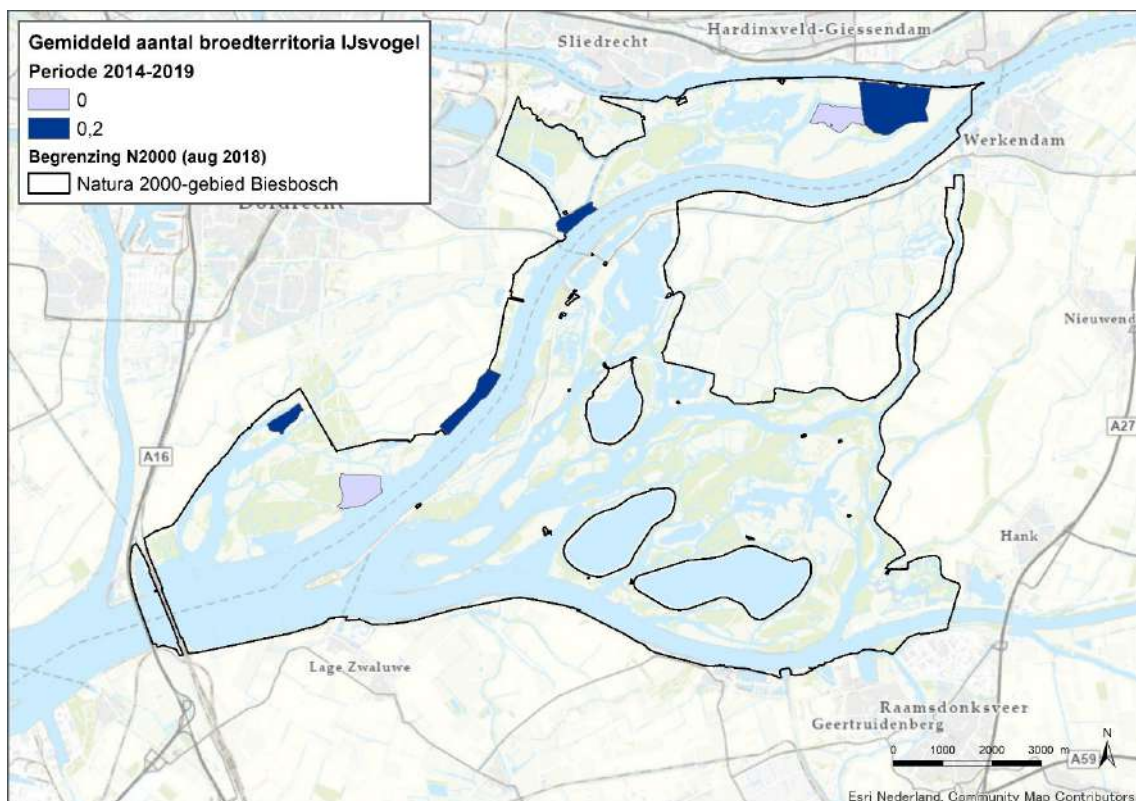 Gemiddeld aantal broedterritoria IJsvogel
Periode 2014-2019
0
0,2
Begrenzing N2000 (aug 2018)
Natura 2000-gebied Biesbosch
Sliedrecht
Hardinxveld-Giessendam
Werkendam
Dordrecht
Nieuwend
A27
A16
Hank
Lage Zwaluwe
Raamsdonksveer
Geertruidenberg
N
0 1000 2000 3000 m
A59
Esri Nederland, Community Map Contributors